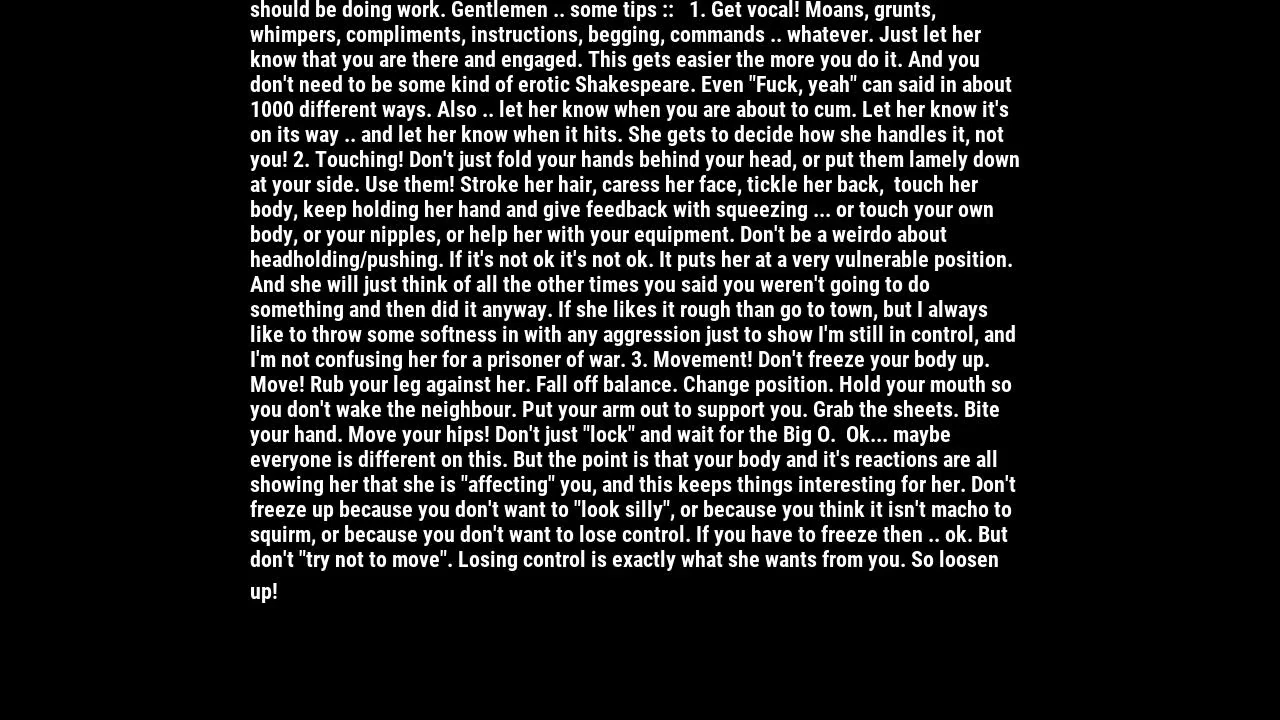 should be doing work. Gentlemen .. some tips ::   1. Get vocal! Moans, grunts,
whimpers, compliments, instructions, begging, commands .. whatever. Just let her
know that you are there and engaged. This gets easier the more you do it. And you
don't need to be some kind of erotic Shakespeare. Even "Fuck, yeah" can said in about
1000 different ways. Also .. let her know when you are about to cum. Let her know it's
on its way .. and let her know when it hits. She gets to decide how she handles it, not
you! 2. Touching! Don't just fold your hands behind your head, or put them lamely down
at your side. Use them! Stroke her hair, caress her face, tickle her back,  touch her
body, keep holding her hand and give feedback with squeezing ... or touch your own
body, or your nipples, or help her with your equipment. Don't be a weirdo about
headholding/pushing. If it's not ok it's not ok. It puts her at a very vulnerable position.
And she will just think of all the other times you said you weren't going to do
something and then did it anyway. If she likes it rough than go to town, but I always
like to throw some softness in with any aggression just to show I'm still in control, and
I'm not confusing her for a prisoner of war. 3. Movement! Don't freeze your body up.
Move! Rub your leg against her. Fall off balance. Change position. Hold your mouth so
you don't wake the neighbour. Put your arm out to support you. Grab the sheets. Bite
your hand. Move your hips! Don't just "lock" and wait for the Big O.  Ok... maybe
everyone is different on this. But the point is that your body and it's reactions are all
showing her that she is "affecting" you, and this keeps things interesting for her. Don't
freeze up because you don't want to "look silly", or because you think it isn't macho to
squirm, or because you don't want to lose control. If you have to freeze then .. ok. But
don't "try not to move". Losing control is exactly what she wants from you. So loosen
up!